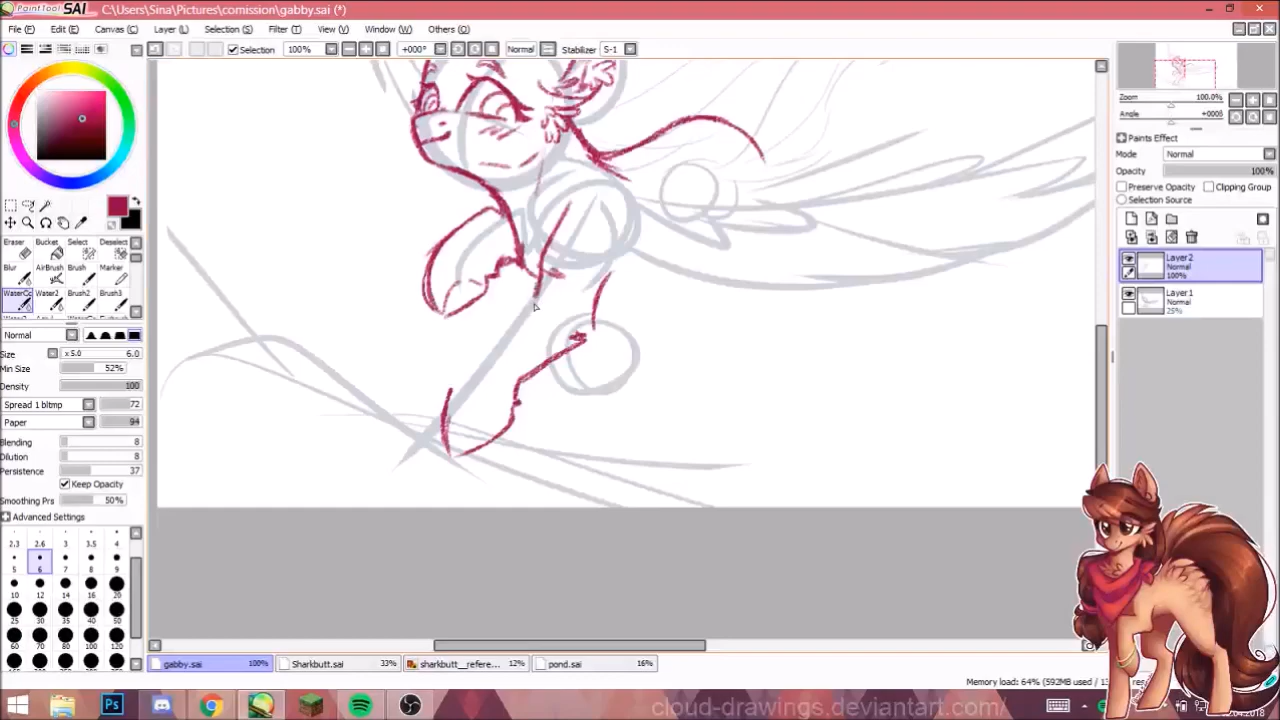 PaintTool SAI C:\Users\Sina\Pictures\comission\gabby.sai (*)
File (F) Edit (E) Canvas (C) Layer (L) Selection (S) Filter (T) View (V) Window (W) Others (O)
Selection 100% +000° Normal Stabilizer S-1
Zoom 100.0%
Angle +000°
Paints Effect
Mode Normal
Opacity 100%
Preserve Opacity Clipping Group
Selection Source
Layer2
Normal
100%
Layer1
Normal
25%
Eraser Bucket Select Deselect
Blur AirBrush Brush Marker
Water2 Brush2 Brush3
Normal
Size x 5.0 6.0
Min Size 52%
Density 100
Spread 1 bltmp 72
Paper 94
Blending 8
Dilution 8
Persistence 37
Keep Opacity
Smoothing Prs 50%
Advanced Settings
2.3 2.6 3 3.5 4
5 6 7 8 9
10 12 14 16 20
25 30 35 40 50
60 70 80 100 120
gabby.sai 100% Sharkbutt.sai 33% sharkbutt__refere... 12% pond.sai 16%
Memory load: 64% (592MB used /
Ps
cloud-drawings.deviantart.com